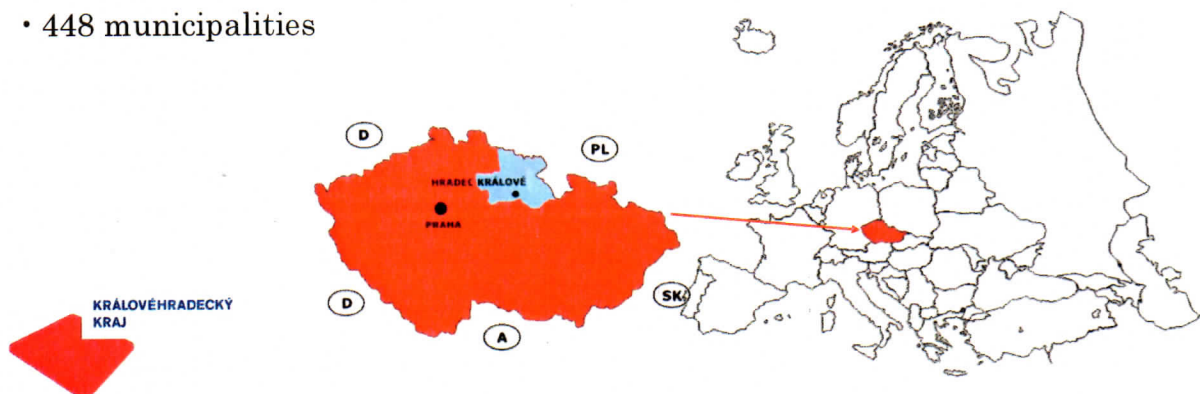 • 448 municipalities
D
PL
HRADEC KRÁLOVÉ
PRAHA
D
SK
A
KRÁLOVÉHRADECKÝ
KRAJ